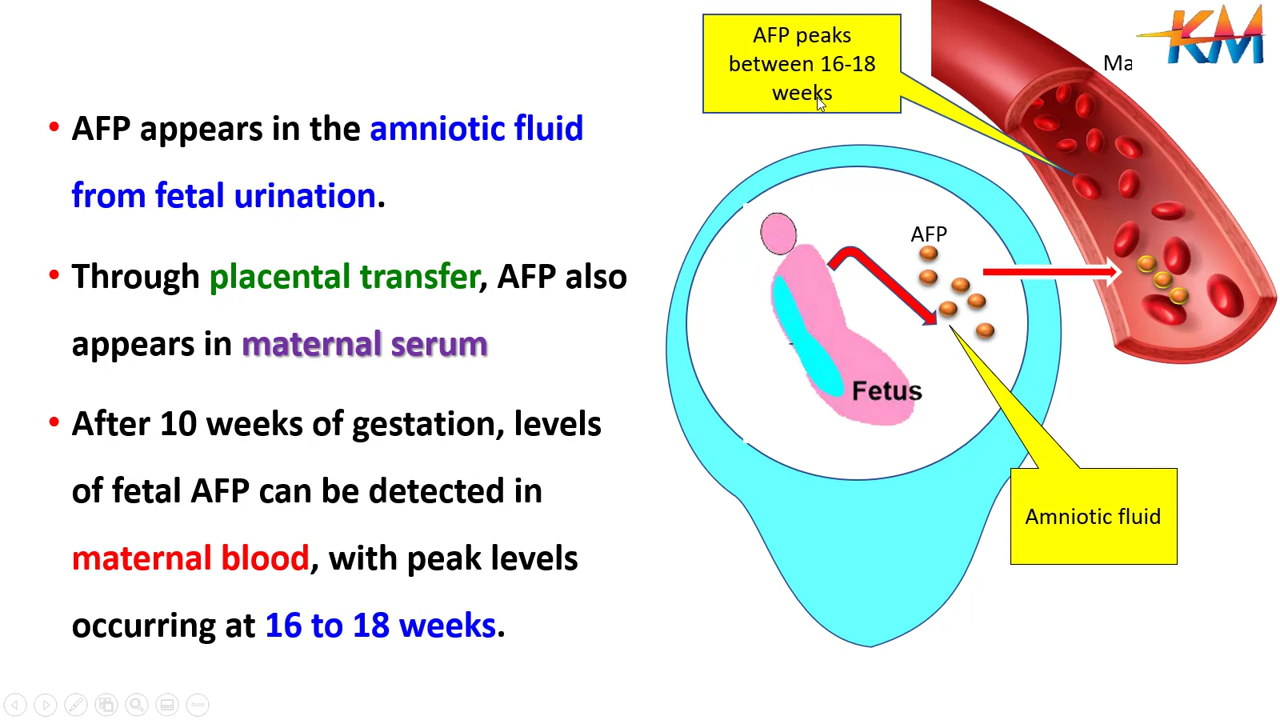 AFP appears in the amniotic fluid
from fetal urination.
Through placental transfer, AFP also
appears in maternal serum
After 10 weeks of gestation, levels
of fetal AFP can be detected in
maternal blood, with peak levels
occurring at 16 to 18 weeks.
AFP peaks
between 16-18
weeks
Ma
KM
AFP
Fetus
Amniotic fluid